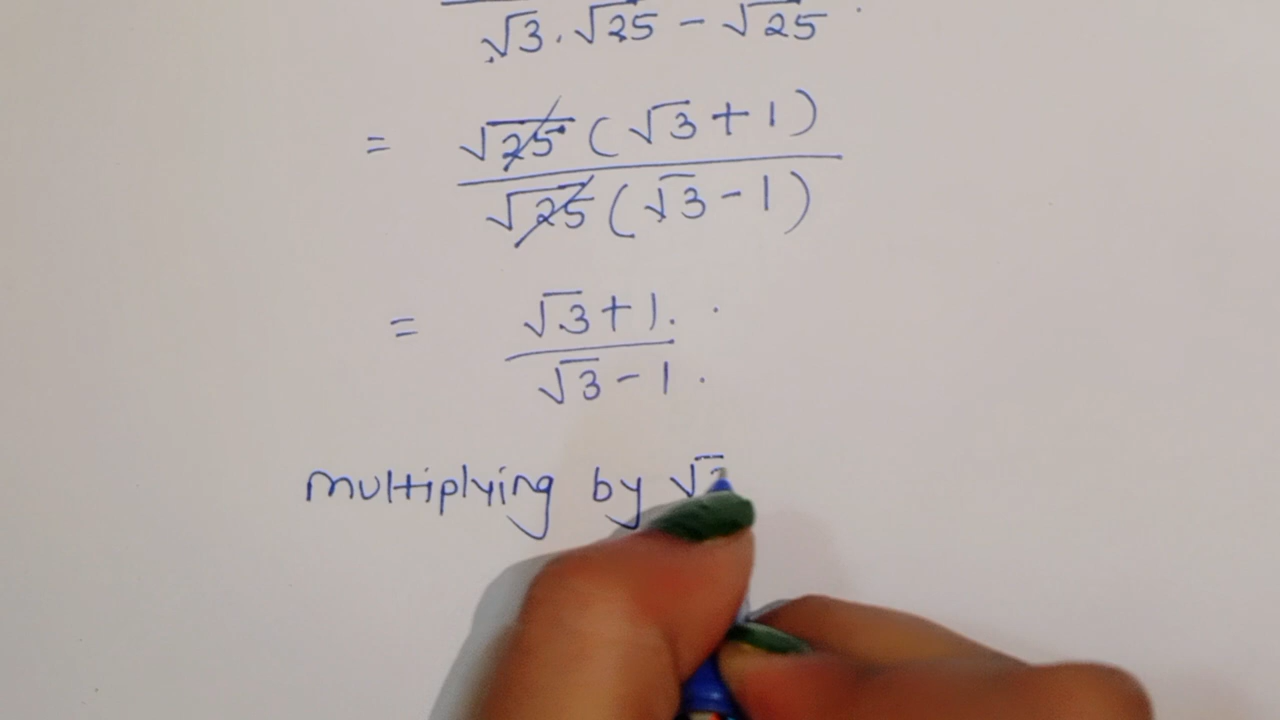 √3 . √25 - √25
= √25 ( √3 + 1 )
√25 ( √3 - 1 )
= √3 + 1 .
√3 - 1 .
multiplying by √